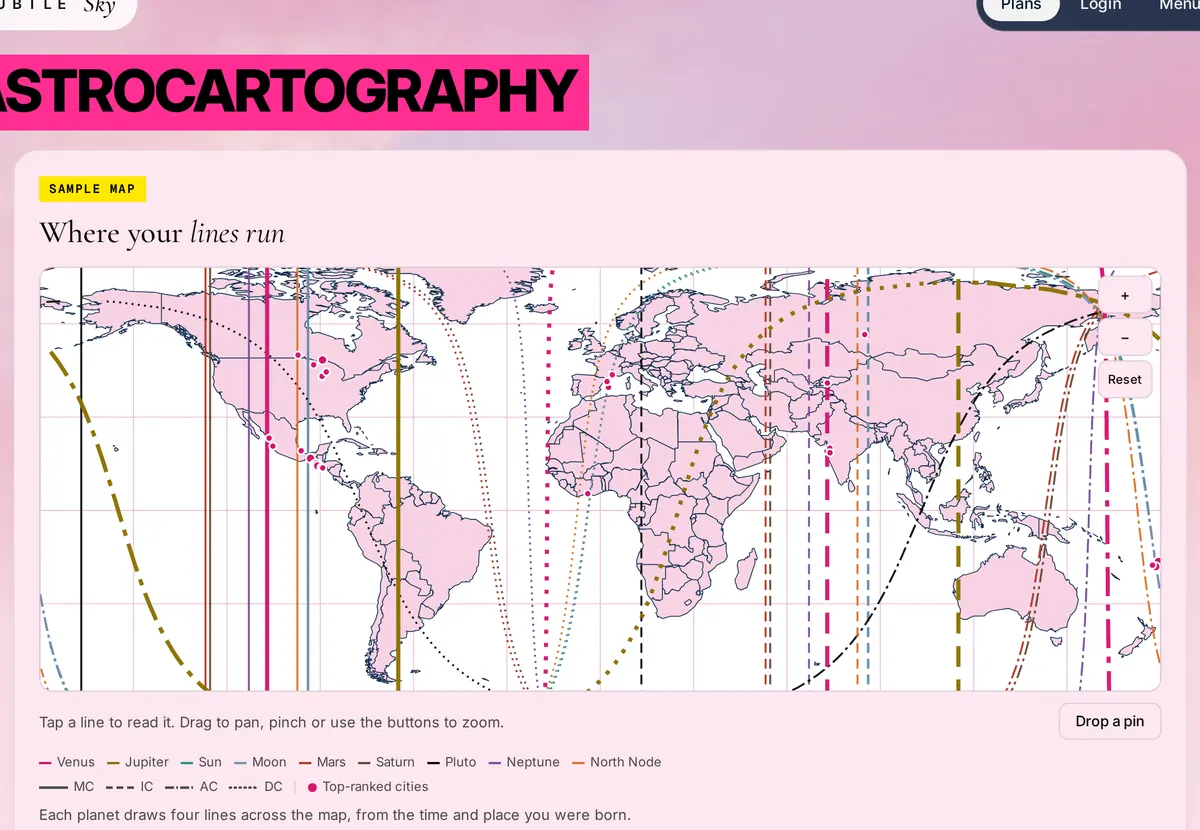 UBTLE Sky
Plans Login Menu
ASTROCARTOGRAPHY
SAMPLE MAP
Where your lines run
+
−
Reset
Tap a line to read it. Drag to pan, pinch or use the buttons to zoom.
Drop a pin
Venus Jupiter Sun Moon Mars Saturn Pluto Neptune North Node
MC IC AC DC Top-ranked cities
Each planet draws four lines across the map, from the time and place you were born.